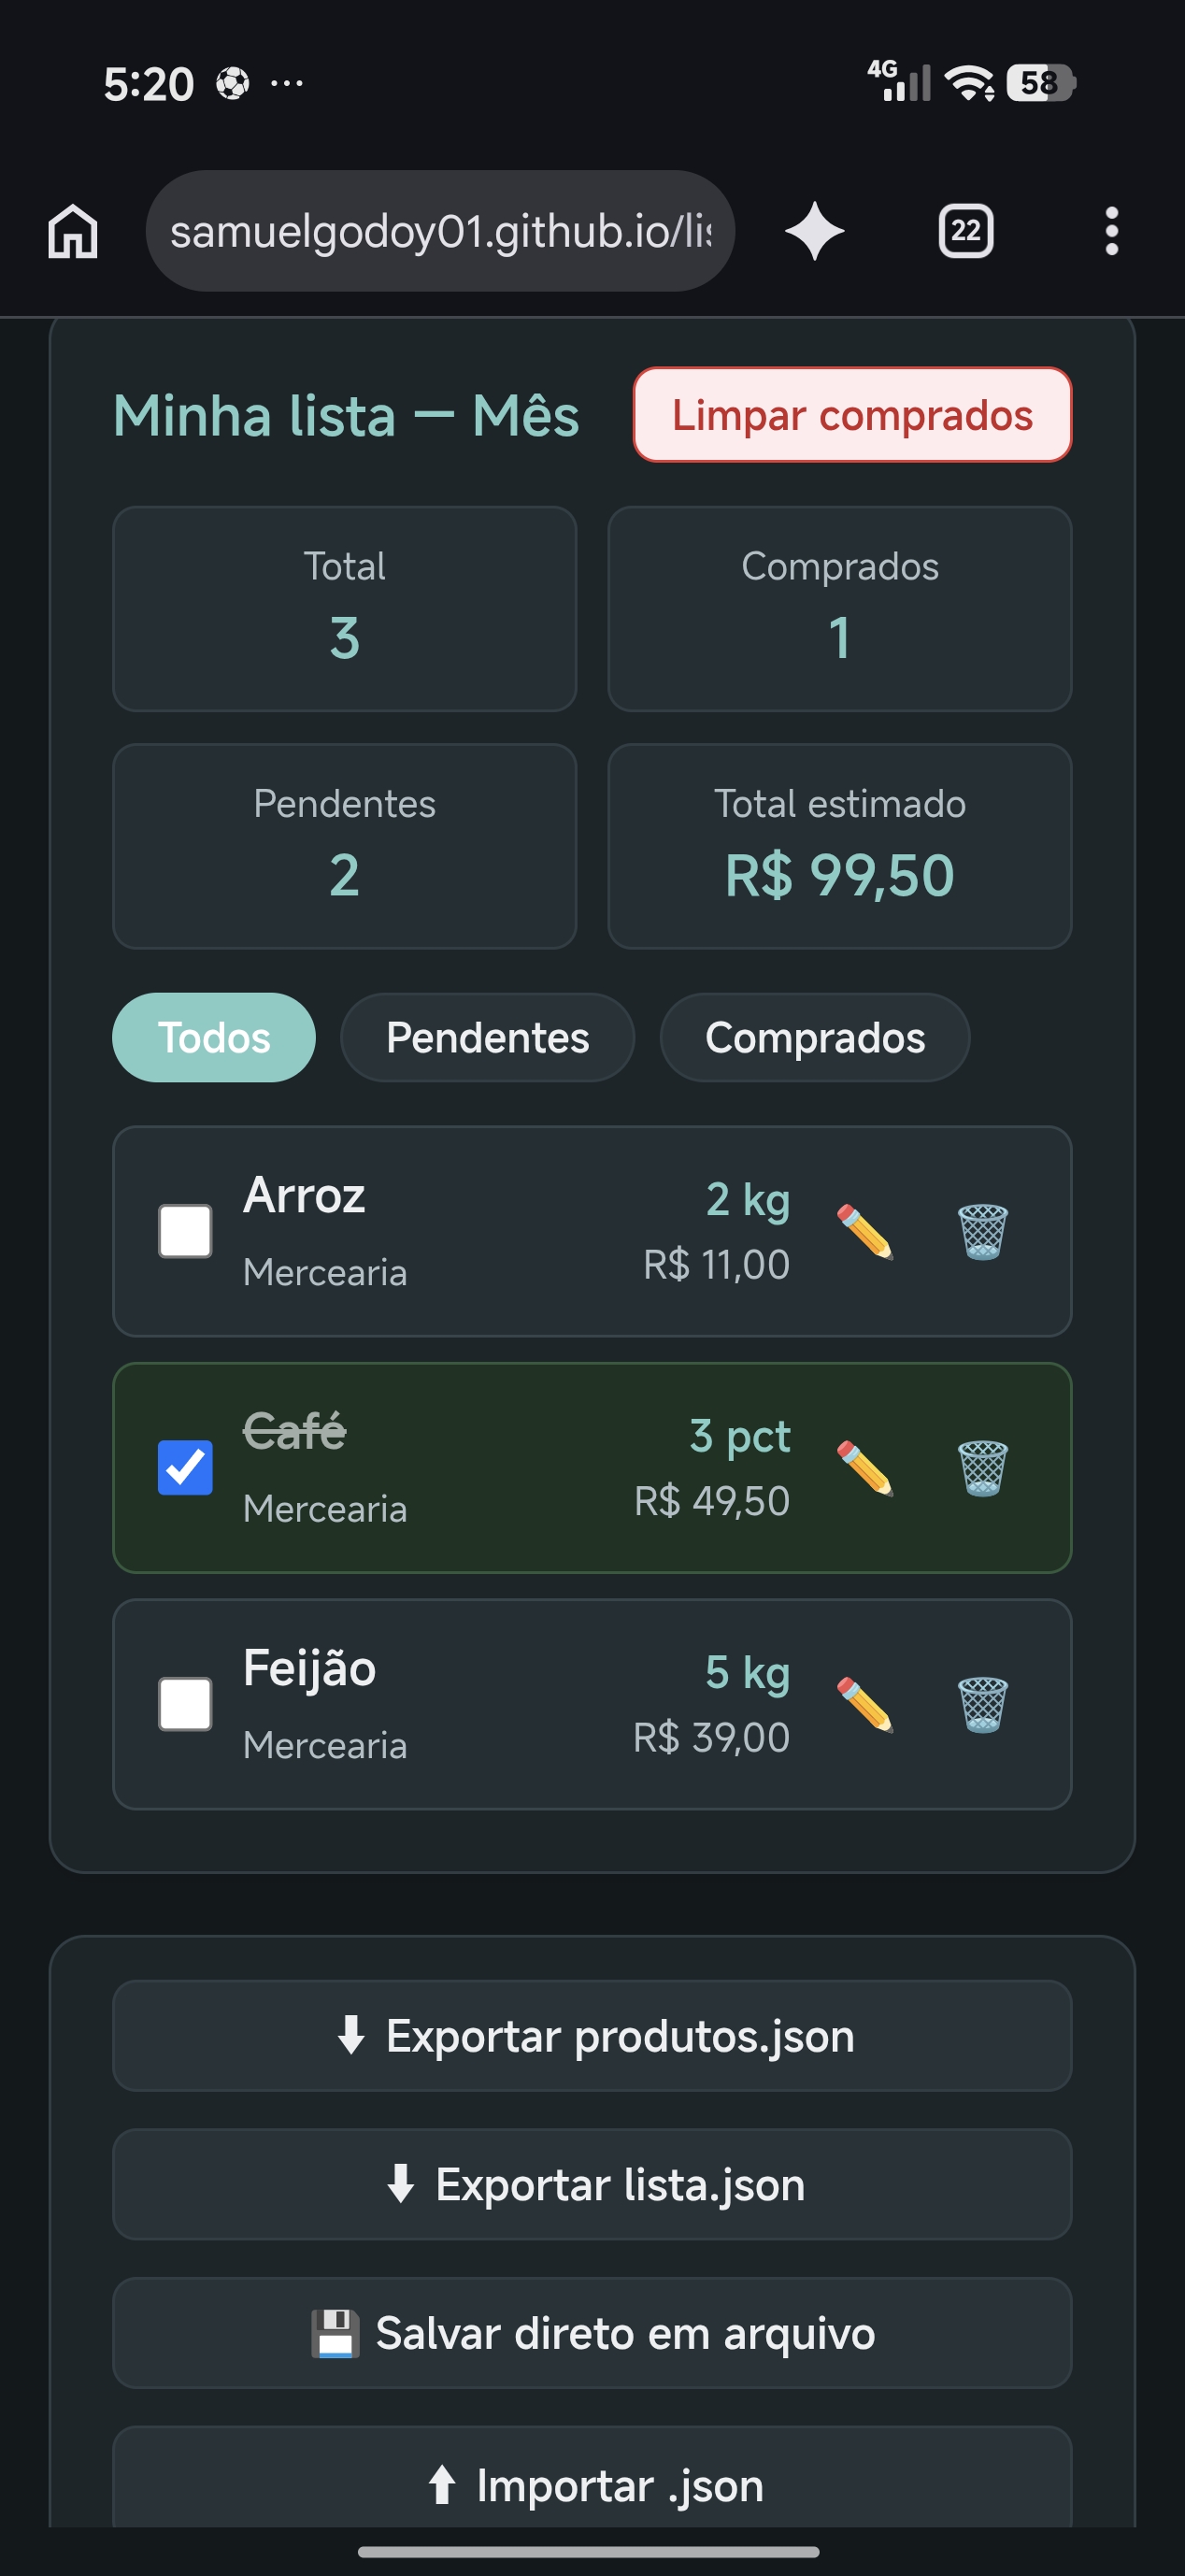 5:20
4G
58
samuelgodoy01.github.io/lis
22
Minha lista — Mês
Limpar comprados
Total
3
Comprados
1
Pendentes
2
Total estimado
R$ 99,50
Todos
Pendentes
Comprados
Arroz
Mercearia
2 kg
R$ 11,00
Café
Mercearia
3 pct
R$ 49,50
Feijão
Mercearia
5 kg
R$ 39,00
⬇ Exportar produtos.json
⬇ Exportar lista.json
💾 Salvar direto em arquivo
⬆ Importar .json